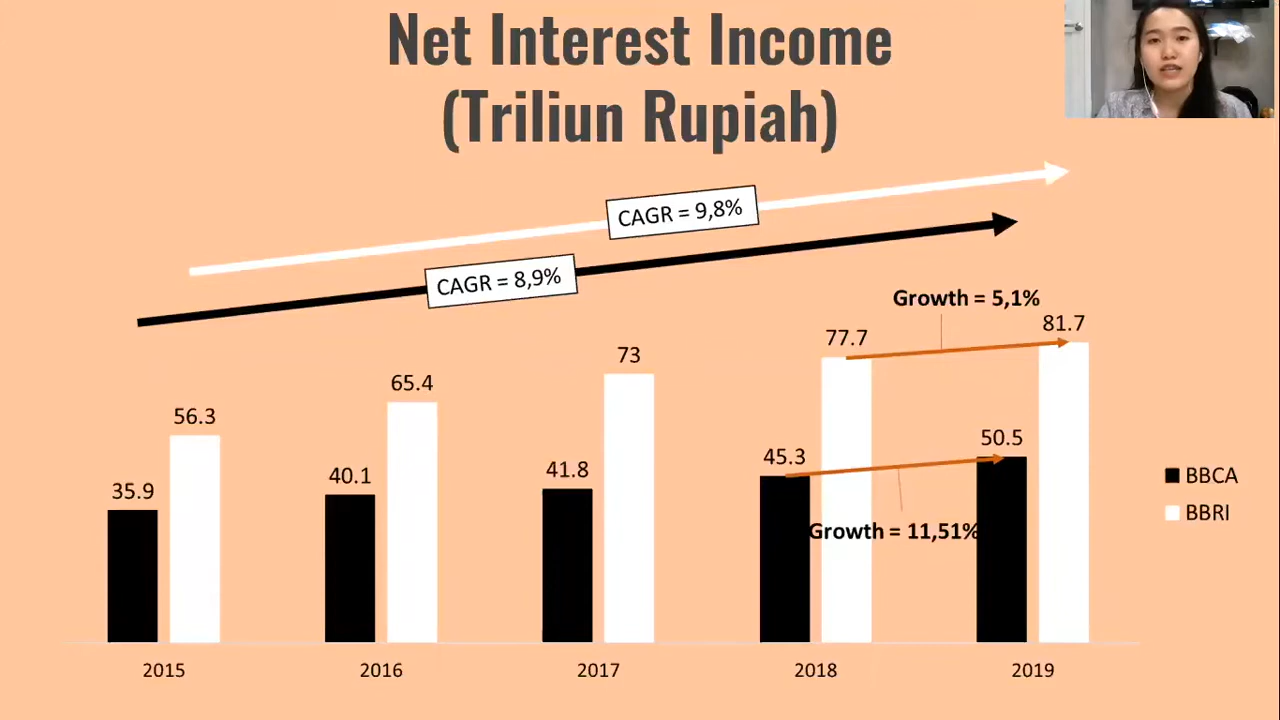 Net Interest Income
(Triliun Rupiah)
CAGR = 9,8%
CAGR = 8,9%
Growth = 5,1%
81.7
77.7
73
65.4
56.3
50.5
45.3
41.8
40.1
35.9
Growth = 11,51%
BBCA
BBRI
2015
2016
2017
2018
2019